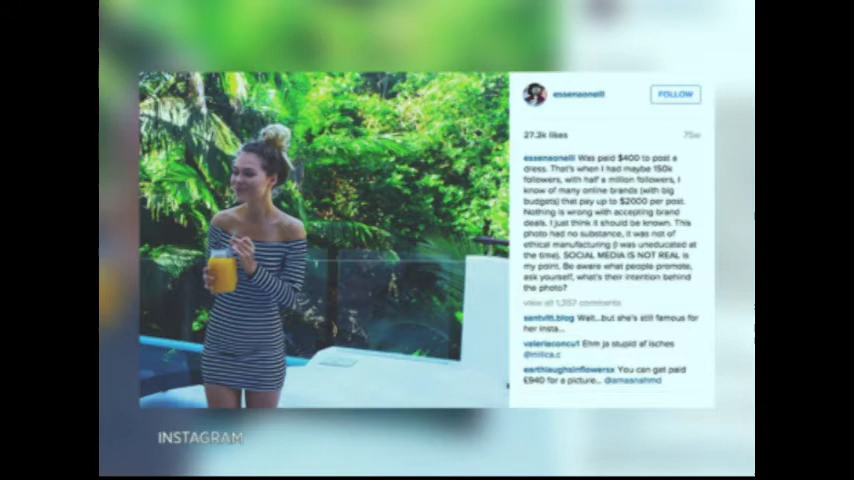 essenaoneill
FOLLOW
27.3k likes
75w
essenaoneill Was paid $400 to post a
dress. That's when I had maybe 150k
followers, with half a million followers, I
know of many online brands (with big
budgets) that pay up to $2000 per post.
Nothing is wrong with accepting brand
deals. I just think it should be known. This
photo had no substance, it was not of
ethical manufacturing (I was uneducated at
the time). SOCIAL MEDIA IS NOT REAL is
my point. Be aware what people promote,
ask yourself, what's their intention behind
the photo?
view all 1,357 comments
sentvitt.blog Wait...but she's still famous for
her insta...
valeriaconcu1 Ehm ja stupid af isches
@milica.c
earthlaughsinflowersx You can get paid
£940 for a picture... @amaanahmd
INSTAGRAM